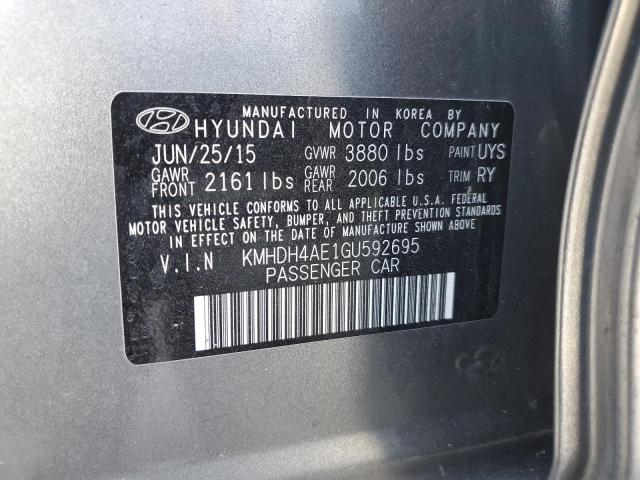 MANUFACTURED IN KOREA BY
HYUNDAI MOTOR COMPANY
JUN/25/15 GVWR 3880 lbs PAINT UYS
GAWR FRONT 2161 lbs GAWR REAR 2006 lbs TRIM RY
THIS VEHICLE CONFORMS TO ALL APPLICABLE U.S.A. FEDERAL
MOTOR VEHICLE SAFETY, BUMPER, AND THEFT PREVENTION STANDARDS
IN EFFECT ON THE DATE OF MANUFACTURE SHOWN ABOVE.
V.I.N KMHDH4AE1GU592695
PASSENGER CAR